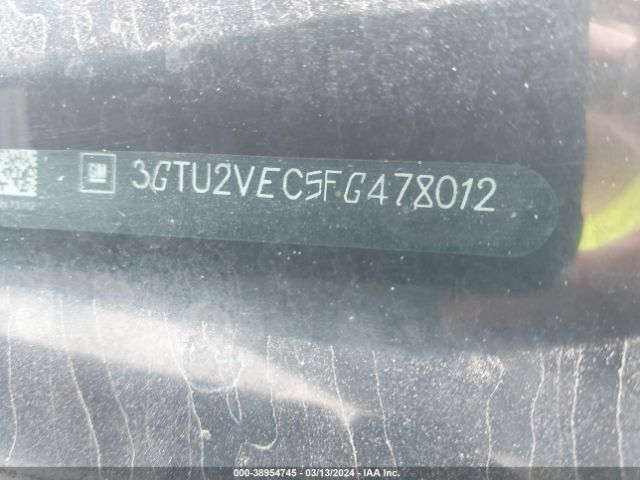 3GTU2VEC5FG478012
000-38954745 - 03/13/2024 - IAA Inc.